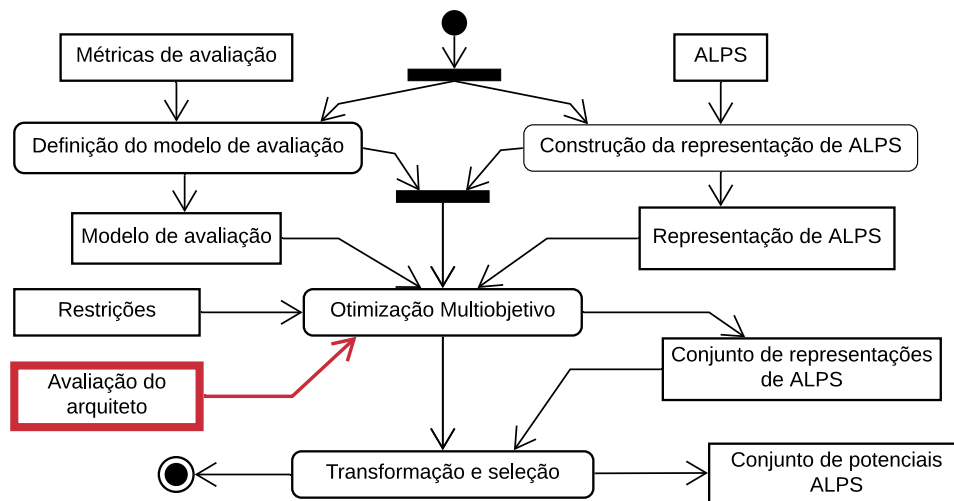 Métricas de avaliação
ALPS
Definição do modelo de avaliação
Construção da representação de ALPS
Modelo de avaliação
Representação de ALPS
Restrições
Otimização Multiobjetivo
Avaliação do
arquiteto
Conjunto de representações
de ALPS
Transformação e seleção
Conjunto de potenciais
ALPS